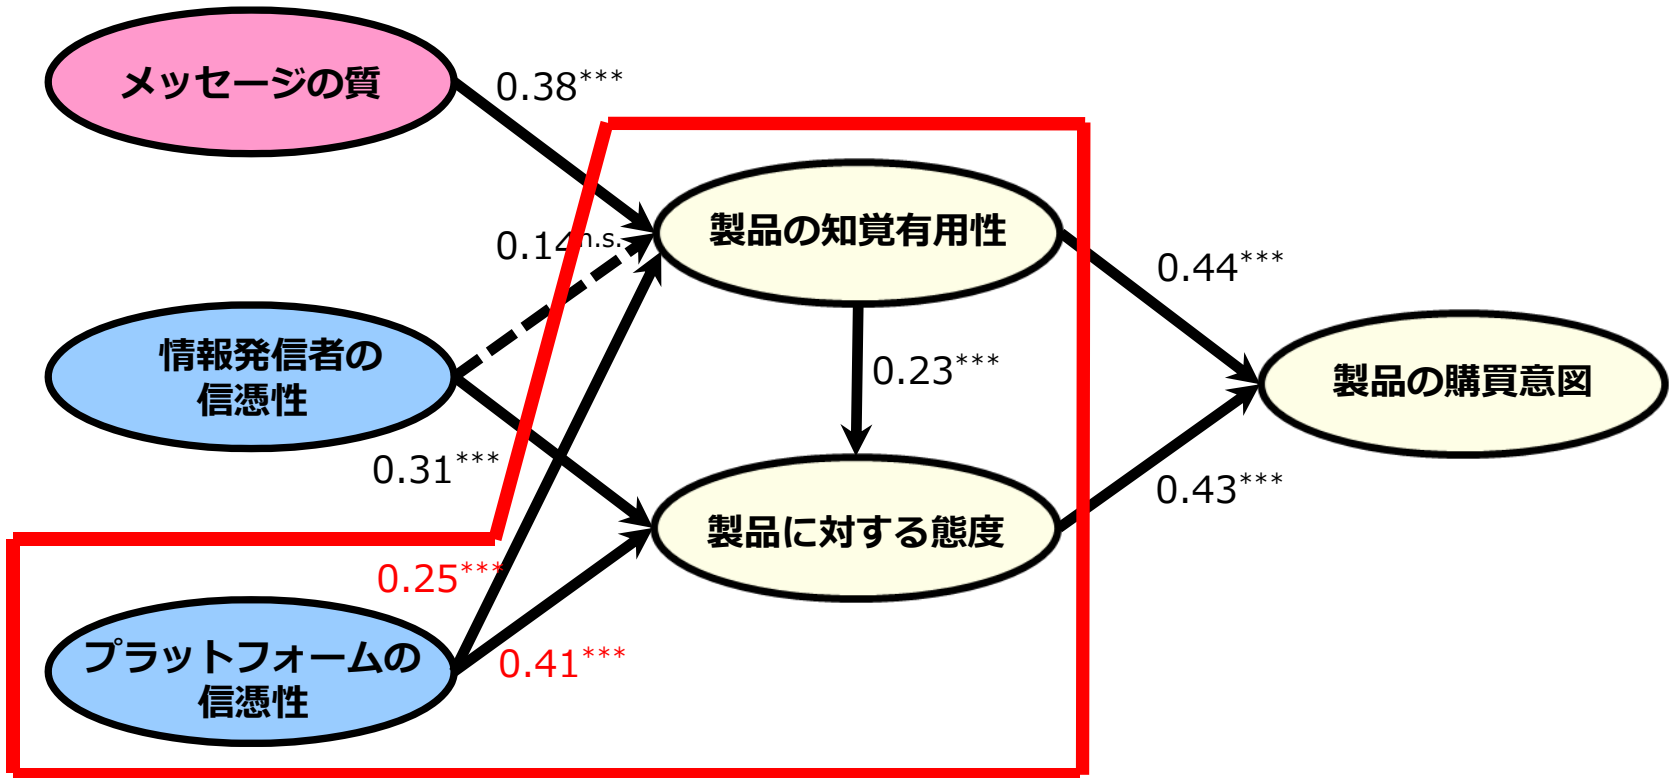 メッセージの質
0.38***
製品の知覚有用性
0.14n.s.
0.44***
情報発信者の
信憑性
0.23***
製品の購買意図
0.31***
0.43***
製品に対する態度
0.25***
プラットフォームの
信憑性
0.41***